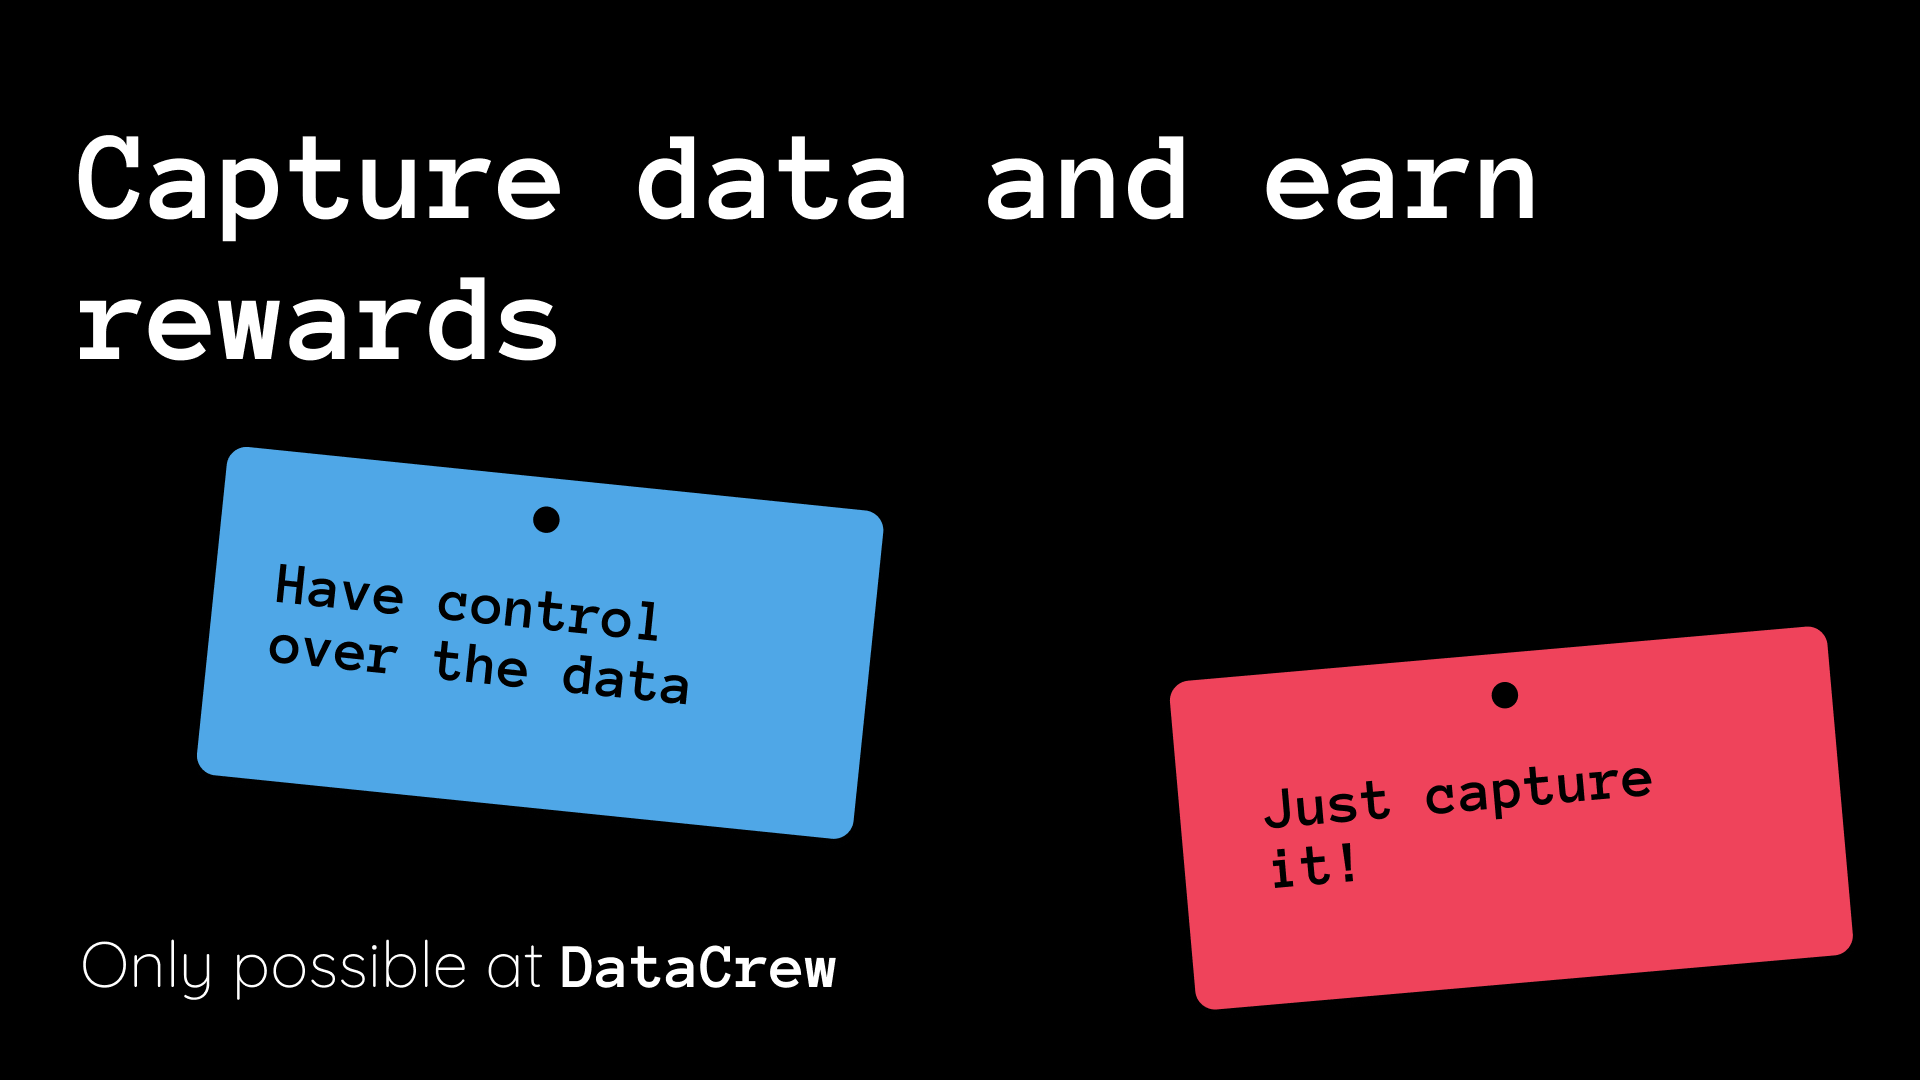 Capture data and earn
rewards
Have control
over the data
Just capture
it!
Only possible at DataCrew